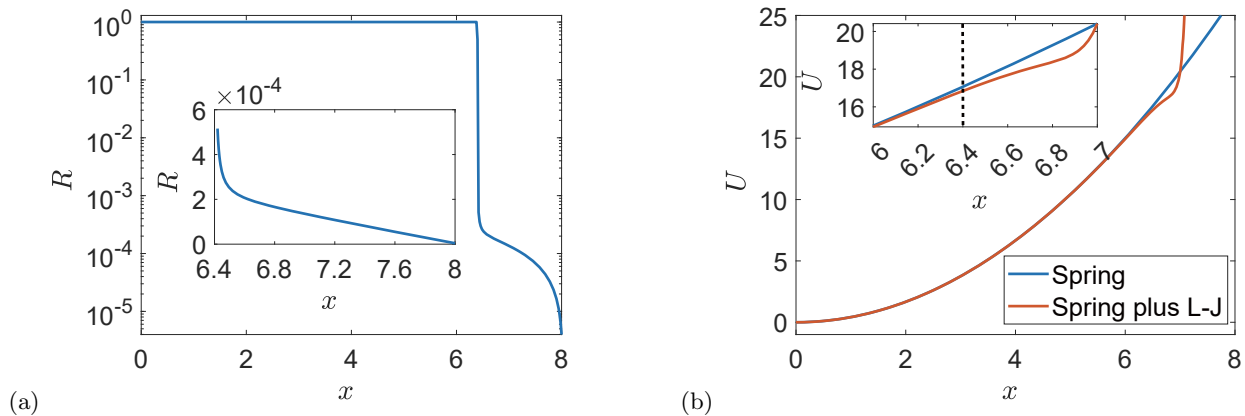 10^0
10^-1
10^-2
10^-3
10^-4
10^-5
R
×10^-4
6
4
2
0
R
6.4 6.8 7.2 7.6 8
x
0 2 4 6 8
x
(a)
25
20
15
10
5
0
U
20
18
16
U
6 6.2 6.4 6.6 6.8 7
x
Spring
Spring plus L-J
0 2 4 6 8
x
(b)